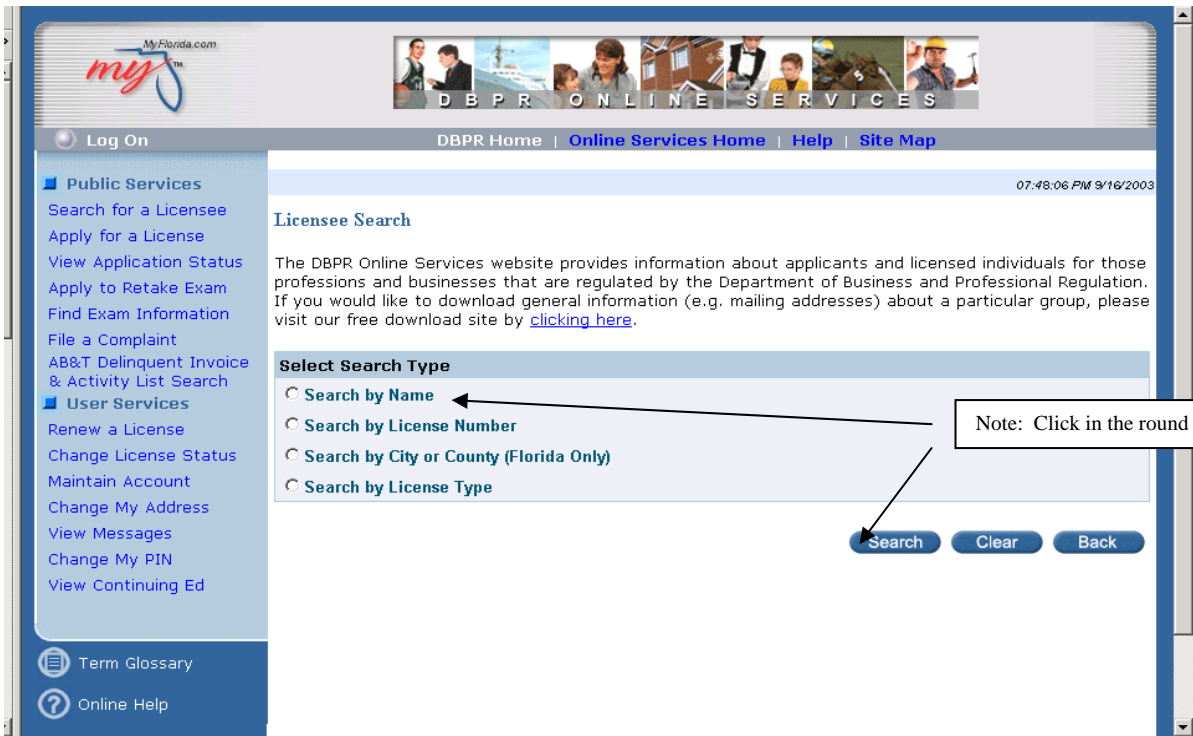 MyFlorida.com
my TM
DBPR ONLINE SERVICES
Log On
DBPR Home | Online Services Home | Help | Site Map
07:48:06 PM 9/16/2003
Public Services
Search for a Licensee
Apply for a License
View Application Status
Apply to Retake Exam
Find Exam Information
File a Complaint
AB&T Delinquent Invoice
& Activity List Search
User Services
Renew a License
Change License Status
Maintain Account
Change My Address
View Messages
Change My PIN
View Continuing Ed
Term Glossary
Online Help
Licensee Search
The DBPR Online Services website provides information about applicants and licensed individuals for those
professions and businesses that are regulated by the Department of Business and Professional Regulation.
If you would like to download general information (e.g. mailing addresses) about a particular group, please
visit our free download site by clicking here.
Select Search Type
Search by Name
Search by License Number
Search by City or County (Florida Only)
Search by License Type
Note: Click in the round
Search Clear Back